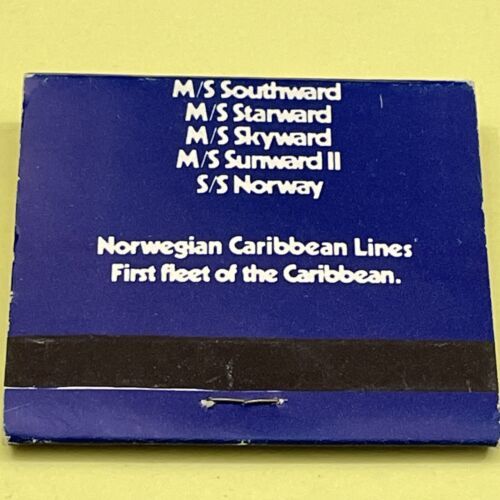 M/S Southward
M/S Starward
M/S Skyward
M/S Sunward II
S/S Norway
Norwegian Caribbean Lines
First fleet of the Caribbean.